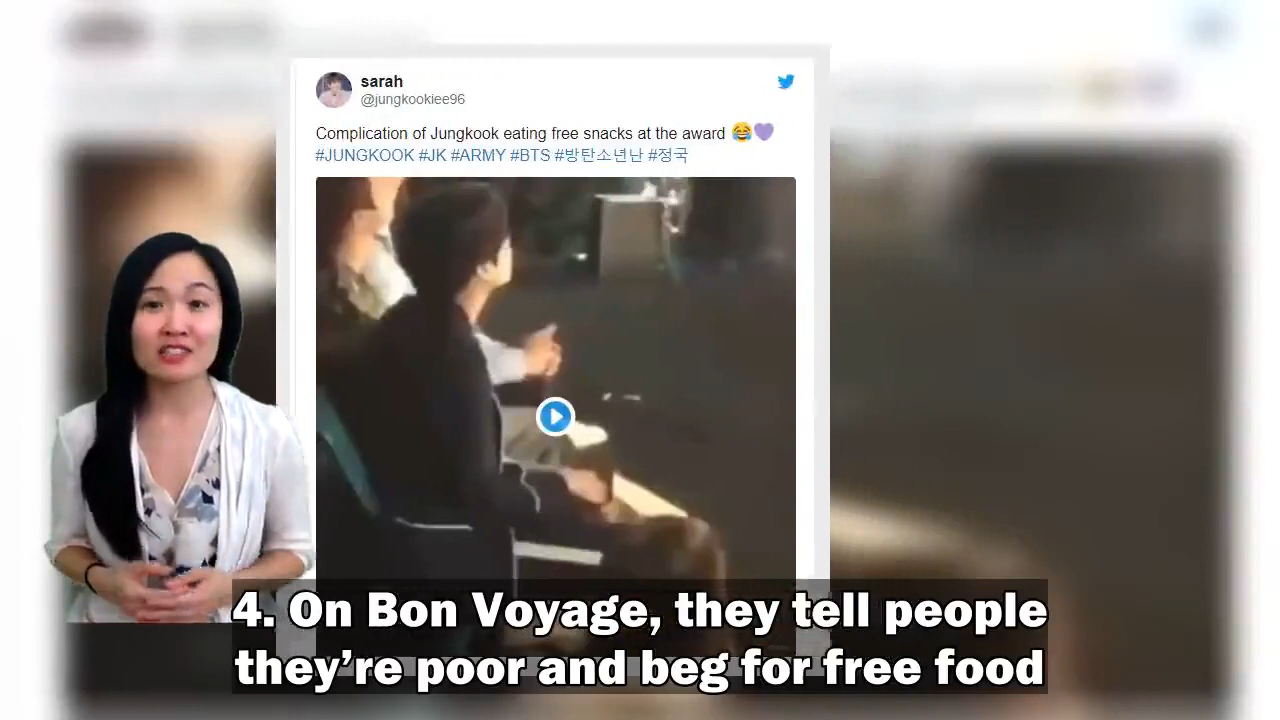 sarah
@jungkookiee96
Complication of Jungkook eating free snacks at the award 😂💜
#JUNGKOOK #JK #ARMY #BTS #방탄소년난 #정국
4. On Bon Voyage, they tell people
they're poor and beg for free food